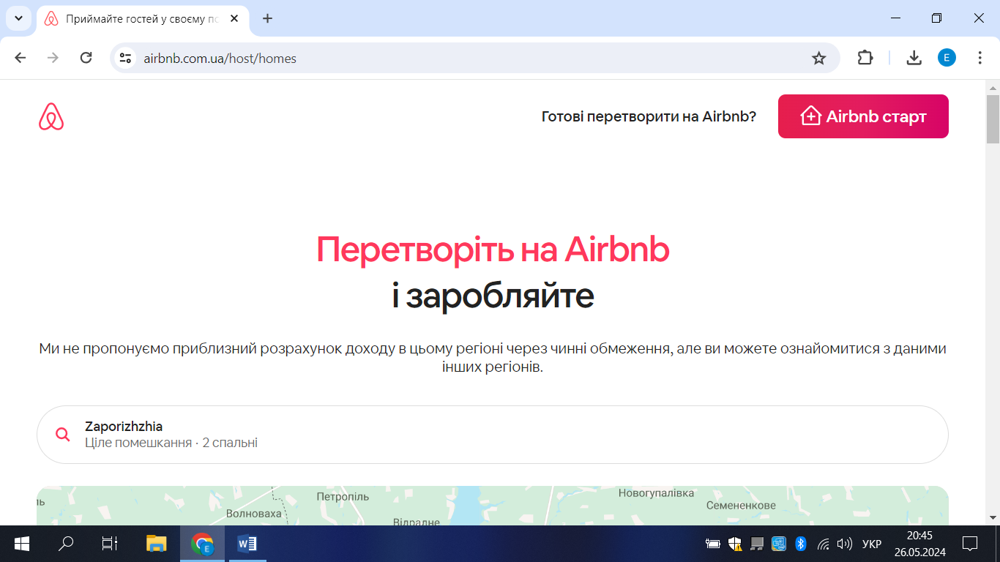 Приймайте гостей у своєму по
airbnb.com.ua/host/homes
E
Готові перетворити на Airbnb?
Airbnb старт
Перетворіть на Airbnb
і заробляйте
Ми не пропонуємо приблизний розрахунок доходу в цьому регіоні через чинні обмеження, але ви можете ознайомитися з даними
інших регіонів.
Zaporizhzhia
Ціле помешкання · 2 спальні
Петропіль
Новогупалівка
Семененкове
Волноваха
Відрадне
E
W
УКР
20:45
26.05.2024